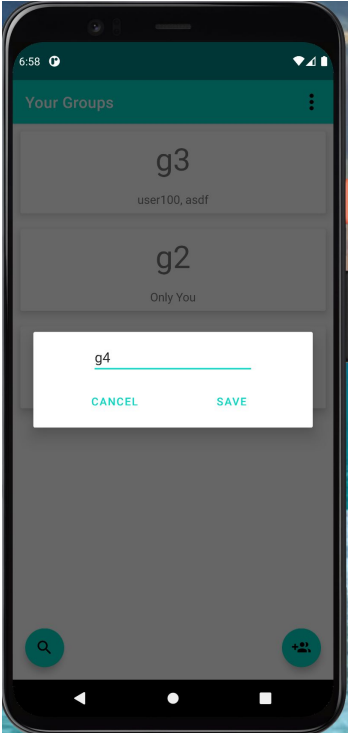 6:58
Your Groups
g3
user100, asdf
g2
Only You
g4
CANCEL SAVE